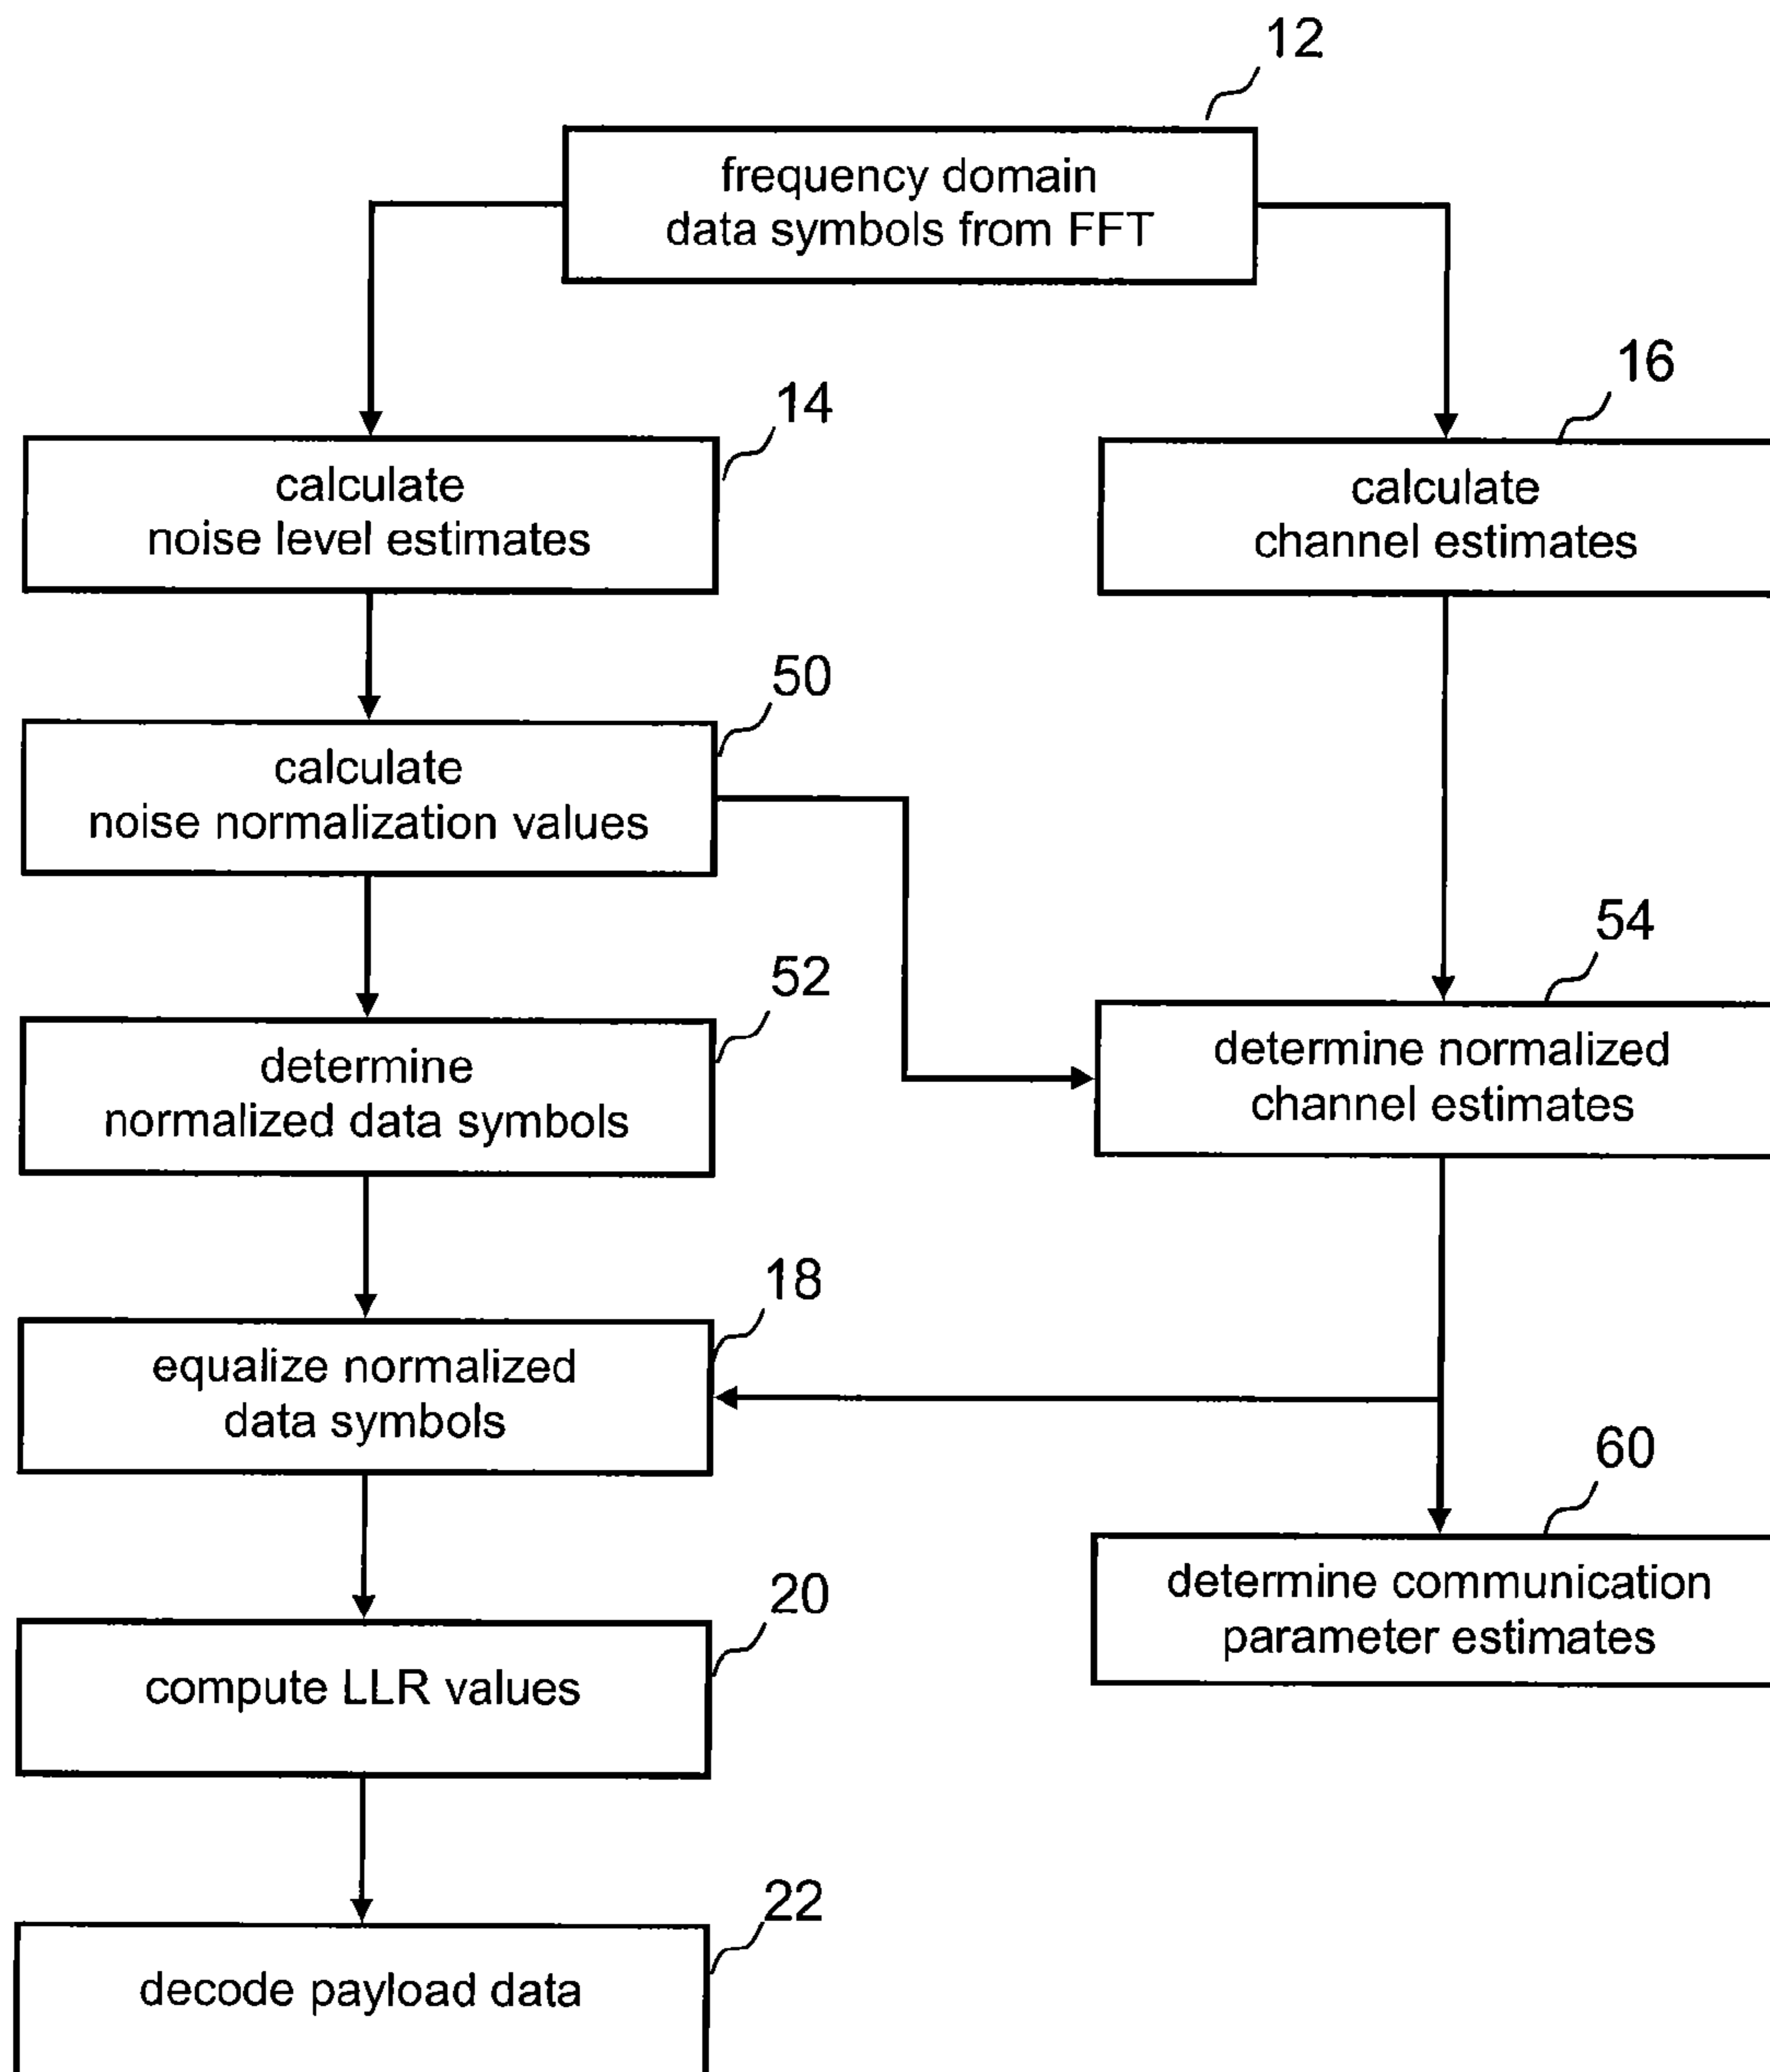 12
frequency domain
data symbols from FFT
14
calculate
noise level estimates
16
calculate
channel estimates
50
calculate
noise normalization values
52
determine
normalized data symbols
54
determine normalized
channel estimates
18
equalize normalized
data symbols
60
determine communication
parameter estimates
20
compute LLR values
22
decode payload data